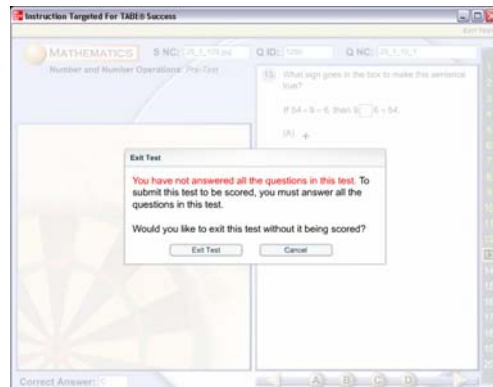 Instruction Targeted For TABE® Success
Exit Test
MATHEMATICS
S NC:
Q ID:
Q NC:
Number and Number Operations: Pre-Test
13. What sign goes in the box to make this sentence
true?
If 54 ÷ 9 = 6, then 9 6 = 54.
(A) +
Exit Test
You have not answered all the questions in this test. To
submit this test to be scored, you must answer all the
questions in this test.
Would you like to exit this test without it being scored?
Exit Test
Cancel
Correct Answer: C
A B C D